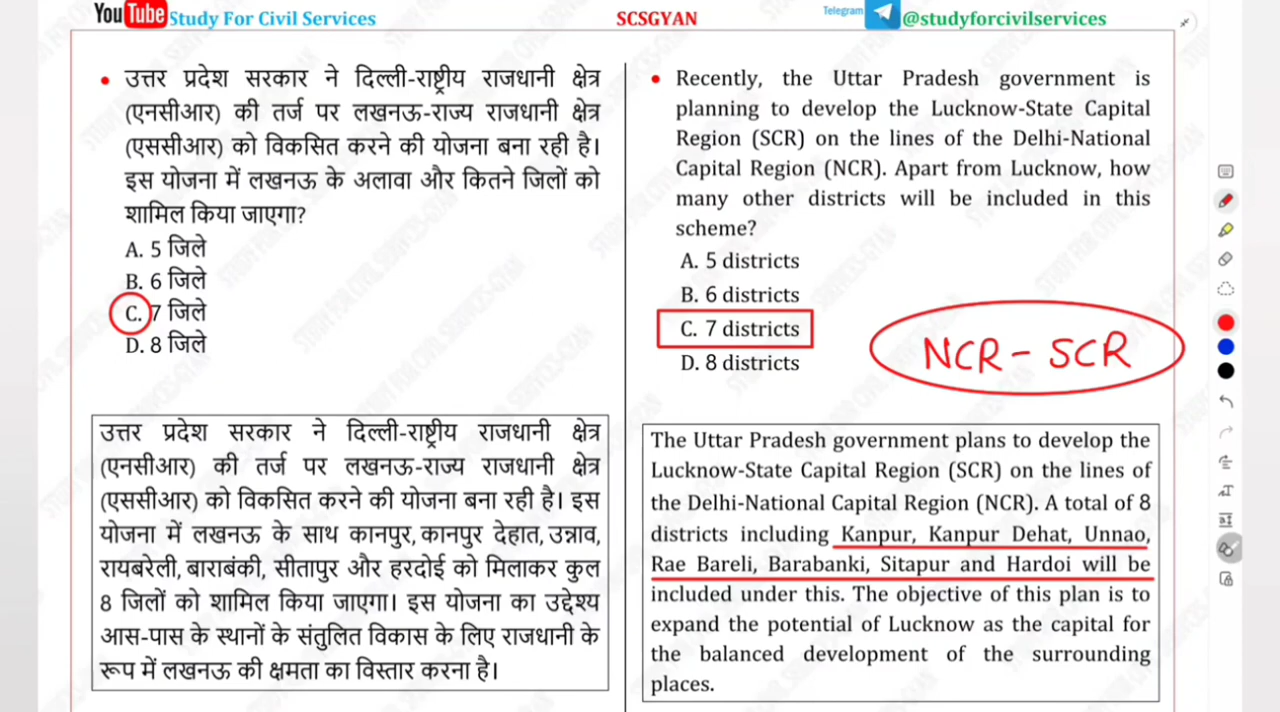 YouTube Study For Civil Services
SCSGYAN
Telegram
@studyforcivilservices
• उत्तर प्रदेश सरकार ने दिल्ली-राष्ट्रीय राजधानी क्षेत्र
(एनसीआर) की तर्ज पर लखनऊ-राज्य राजधानी क्षेत्र
(एससीआर) को विकसित करने की योजना बना रही है।
इस योजना में लखनऊ के अलावा और कितने जिलों को
शामिल किया जाएगा?
A. 5 जिले
B. 6 जिले
C. 7 जिले
D. 8 जिले
उत्तर प्रदेश सरकार ने दिल्ली-राष्ट्रीय राजधानी क्षेत्र
(एनसीआर) की तर्ज पर लखनऊ-राज्य राजधानी क्षेत्र
(एससीआर) को विकसित करने की योजना बना रही है। इस
योजना में लखनऊ के साथ कानपुर, कानपुर देहात, उन्नाव,
रायबरेली, बाराबंकी, सीतापुर और हरदोई को मिलाकर कुल
8 जिलों को शामिल किया जाएगा। इस योजना का उद्देश्य
आस-पास के स्थानों के संतुलित विकास के लिए राजधानी के
रूप में लखनऊ की क्षमता का विस्तार करना है।
• Recently, the Uttar Pradesh government is
planning to develop the Lucknow-State Capital
Region (SCR) on the lines of the Delhi-National
Capital Region (NCR). Apart from Lucknow, how
many other districts will be included in this
scheme?
A. 5 districts
B. 6 districts
C. 7 districts
D. 8 districts
NCR - SCR
The Uttar Pradesh government plans to develop the
Lucknow-State Capital Region (SCR) on the lines of
the Delhi-National Capital Region (NCR). A total of 8
districts including Kanpur, Kanpur Dehat, Unnao,
Rae Bareli, Barabanki, Sitapur and Hardoi will be
included under this. The objective of this plan is to
expand the potential of Lucknow as the capital for
the balanced development of the surrounding
places.